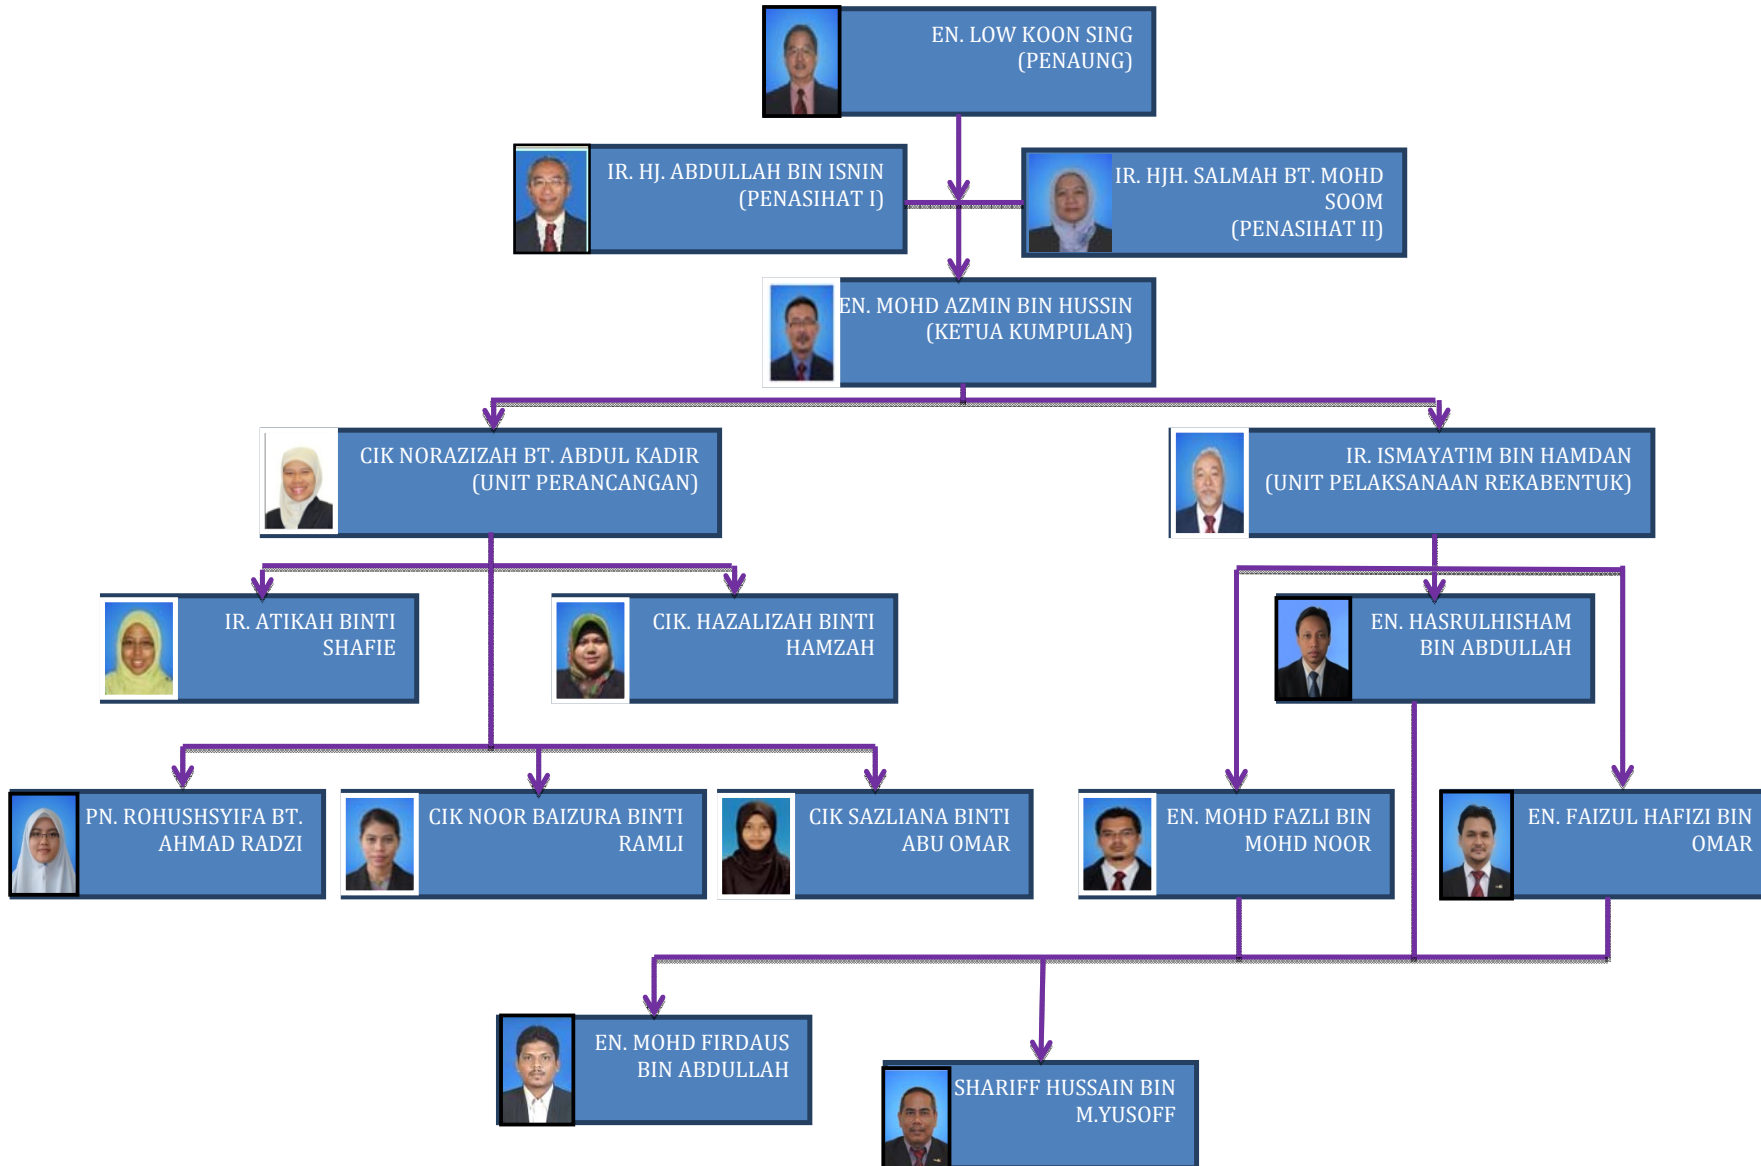 EN. LOW KOON SING
(PENAUNG)
IR. HJ. ABDULLAH BIN ISNIN
(PENASIHAT I)
IR. HJH. SALMAH BT. MOHD
SOOM
(PENASIHAT II)
EN. MOHD AZMIN BIN HUSSIN
(KETUA KUMPULAN)
CIK NORAZIZAH BT. ABDUL KADIR
(UNIT PERANCANGAN)
IR. ISMAYATIM BIN HAMDAN
(UNIT PELAKSANAAN REKABENTUK)
IR. ATIKAH BINTI
SHAFIE
CIK. HAZALIZAH BINTI
HAMZAH
EN. HASRULHISHAM
BIN ABDULLAH
PN. ROHUSHSYIFA BT.
AHMAD RADZI
CIK NOOR BAIZURA BINTI
RAMLI
CIK SAZLIANA BINTI
ABU OMAR
EN. MOHD FAZLI BIN
MOHD NOOR
EN. FAIZUL HAFIZI BIN
OMAR
EN. MOHD FIRDAUS
BIN ABDULLAH
SHARIFF HUSSAIN BIN
M.YUSOFF